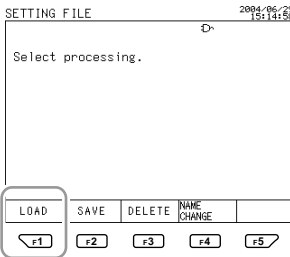 SETTING FILE
2004/06/2
15:14:5
Select processing.
LOAD SAVE DELETE NAME
CHANGE
F1 F2 F3 F4 F5